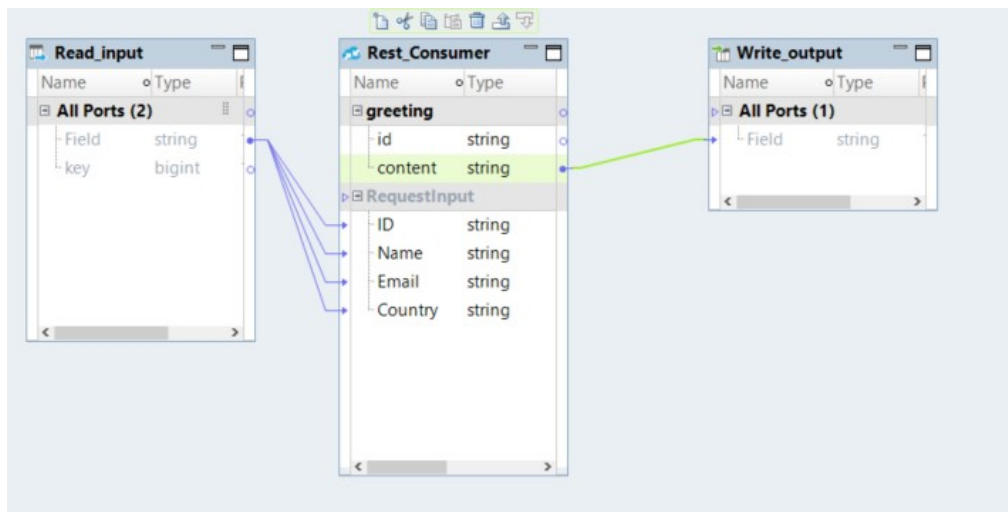 Read_input
Name Type
All Ports (2)
Field string
key bigint
Rest_Consumer
Name Type
greeting
id string
content string
RequestInput
ID string
Name string
Email string
Country string
Write_output
Name Type
All Ports (1)
Field string